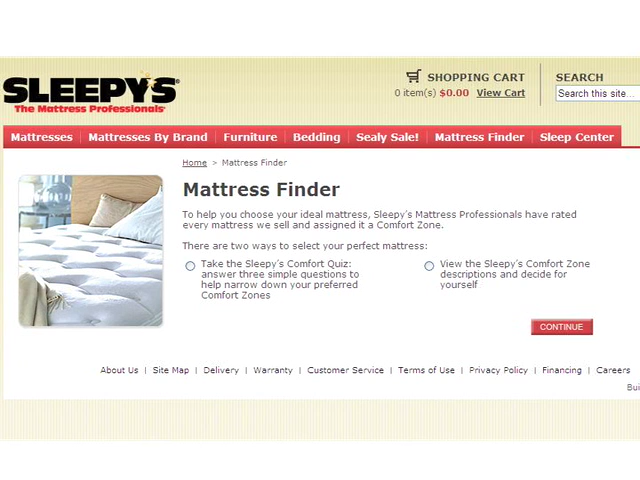 SLEEPY'S®
The Mattress Professionals®
SHOPPING CART
0 item(s) $0.00 View Cart
SEARCH
Search this site...
Mattresses
Mattresses By Brand
Furniture
Bedding
Sealy Sale!
Mattress Finder
Sleep Center
Home > Mattress Finder
Mattress Finder
To help you choose your ideal mattress, Sleepy's Mattress Professionals have rated
every mattress we sell and assigned it a Comfort Zone.
There are two ways to select your perfect mattress:
Take the Sleepy's Comfort Quiz:
answer three simple questions to
help narrow down your preferred
Comfort Zones
View the Sleepy's Comfort Zone
descriptions and decide for
yourself
CONTINUE
About Us | Site Map | Delivery | Warranty | Customer Service | Terms of Use | Privacy Policy | Financing | Careers
Bui